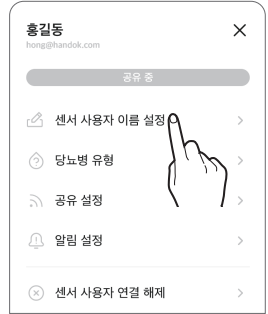 홍길동
hong@handok.com
공유 중
센서 사용자 이름 설정
당뇨병 유형
공유 설정
알림 설정
센서 사용자 연결 해제